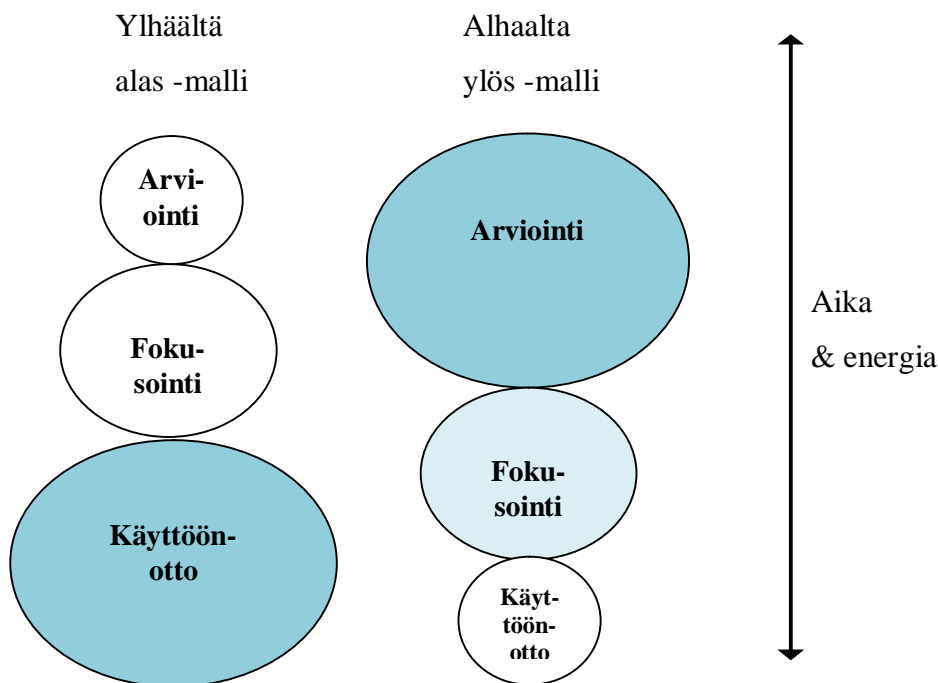 Ylhäältä
alas -malli
Arvi-
ointi
Foku-
sointi
Käyttöön-
otto
Alhaalta
ylös -malli
Arviointi
Foku-
sointi
Käyt-
töön-
otto
Aika
& energia